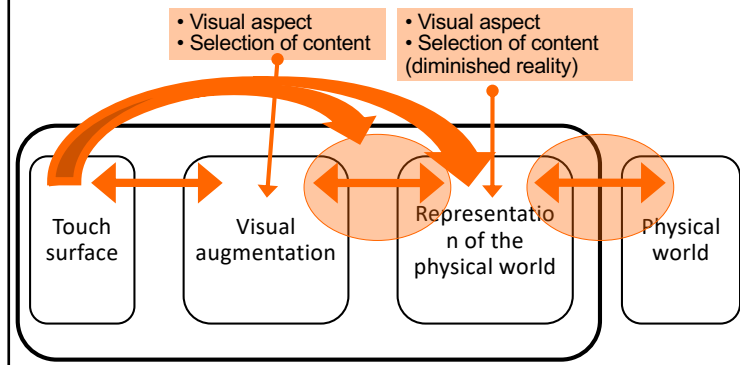 • Visual aspect
• Selection of content
• Visual aspect
• Selection of content
(diminished reality)
Touch
surface
Visual
augmentation
Representatio
n of the
physical world
Physical
world